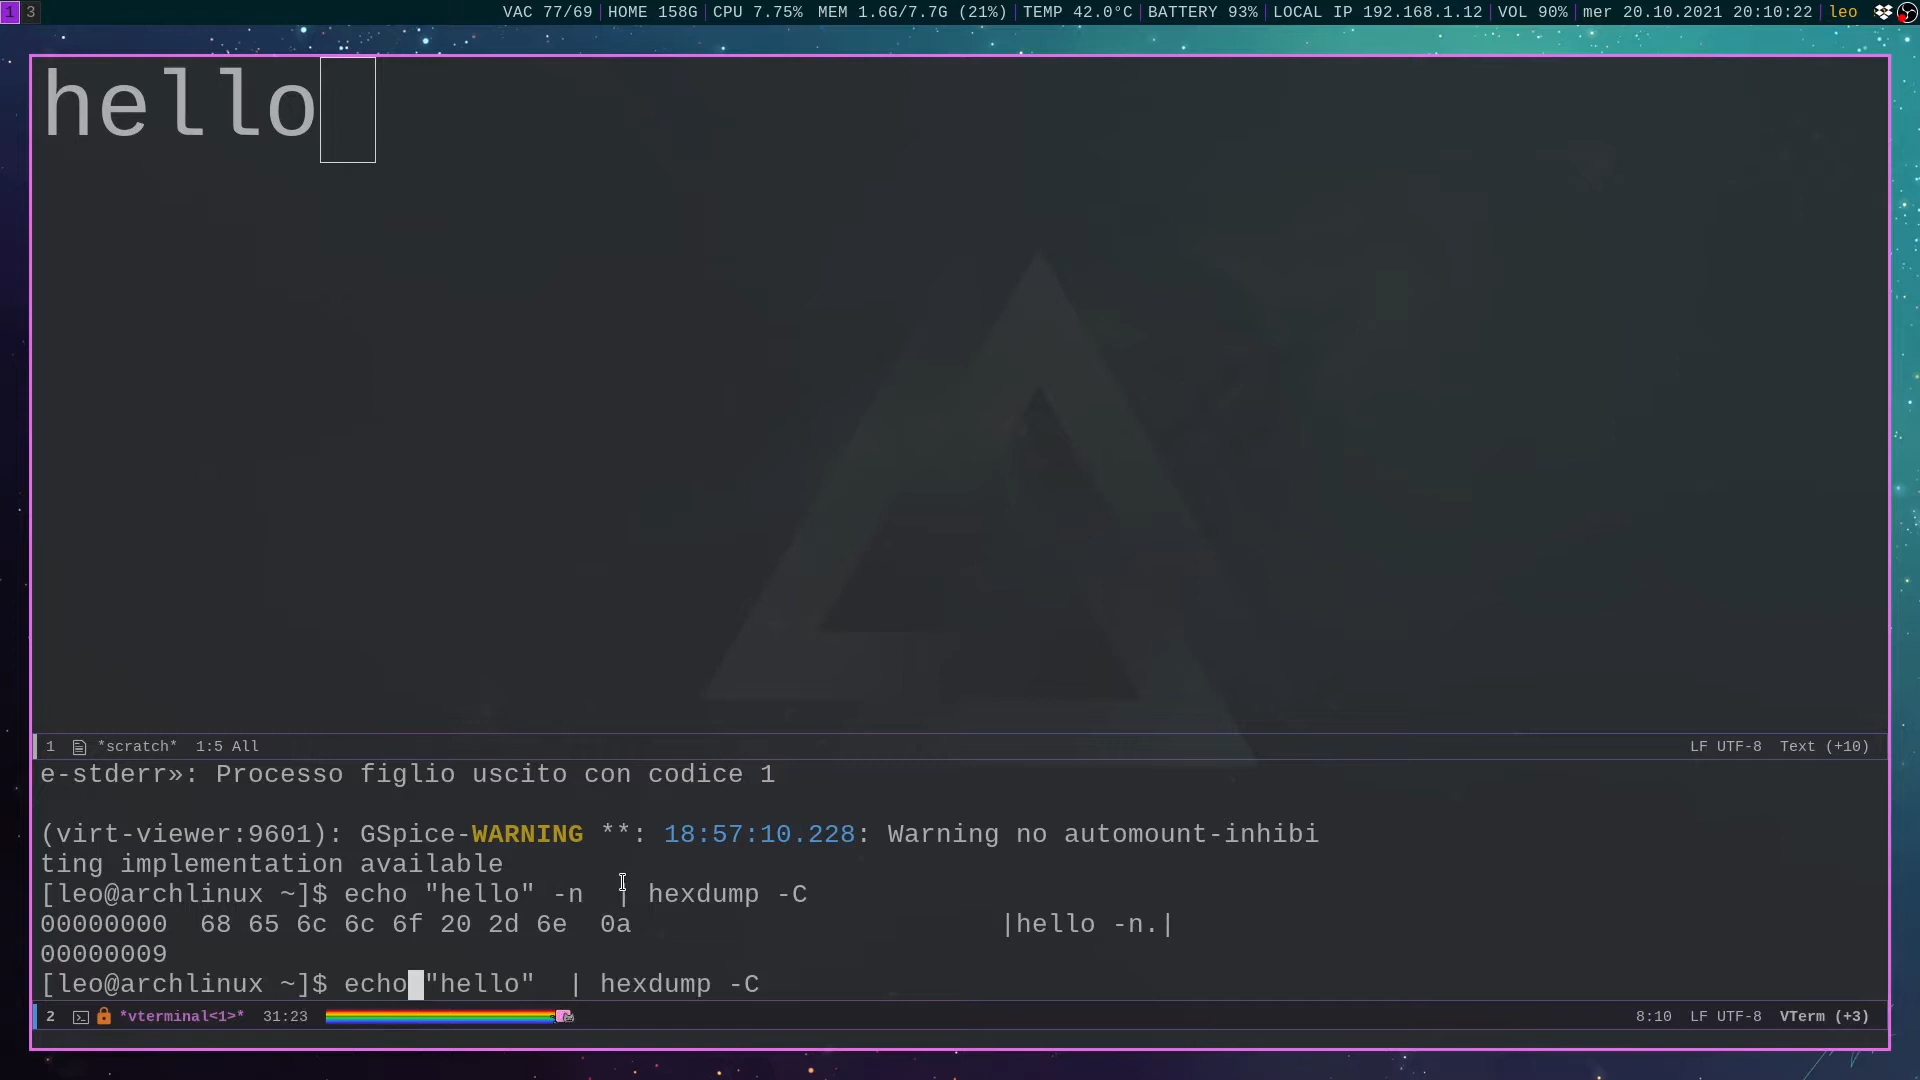 1 3 VAC 77/69 HOME 158G CPU 7.75% MEM 1.6G/7.7G (21%) TEMP 42.0°C BATTERY 93% LOCAL IP 192.168.1.12 VOL 90% mer 20.10.2021 20:10:22 leo
hello
1 *scratch* 1:5 All LF UTF-8 Text (+10)
e-stderr»: Processo figlio uscito con codice 1
(virt-viewer:9601): GSpice-WARNING **: 18:57:10.228: Warning no automount-inhibi
ting implementation available
[leo@archlinux ~]$ echo "hello" -n  | hexdump -C
00000000  68 65 6c 6c 6f 20 2d 6e  0a                       |hello -n.|
00000009
[leo@archlinux ~]$ echo "hello"  | hexdump -C
2 *vterminal<1>* 31:23 8:10 LF UTF-8 VTerm (+3)